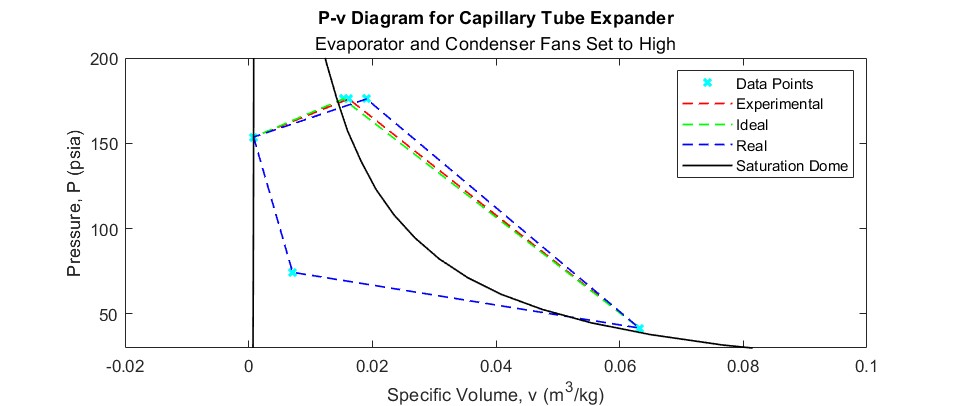 P-v Diagram for Capillary Tube Expander
Evaporator and Condenser Fans Set to High
200
150
100
50
Pressure, P (psia)
Data Points
Experimental
Ideal
Real
Saturation Dome
-0.02
0
0.02
0.04
0.06
0.08
0.1
Specific Volume, v (m³/kg)